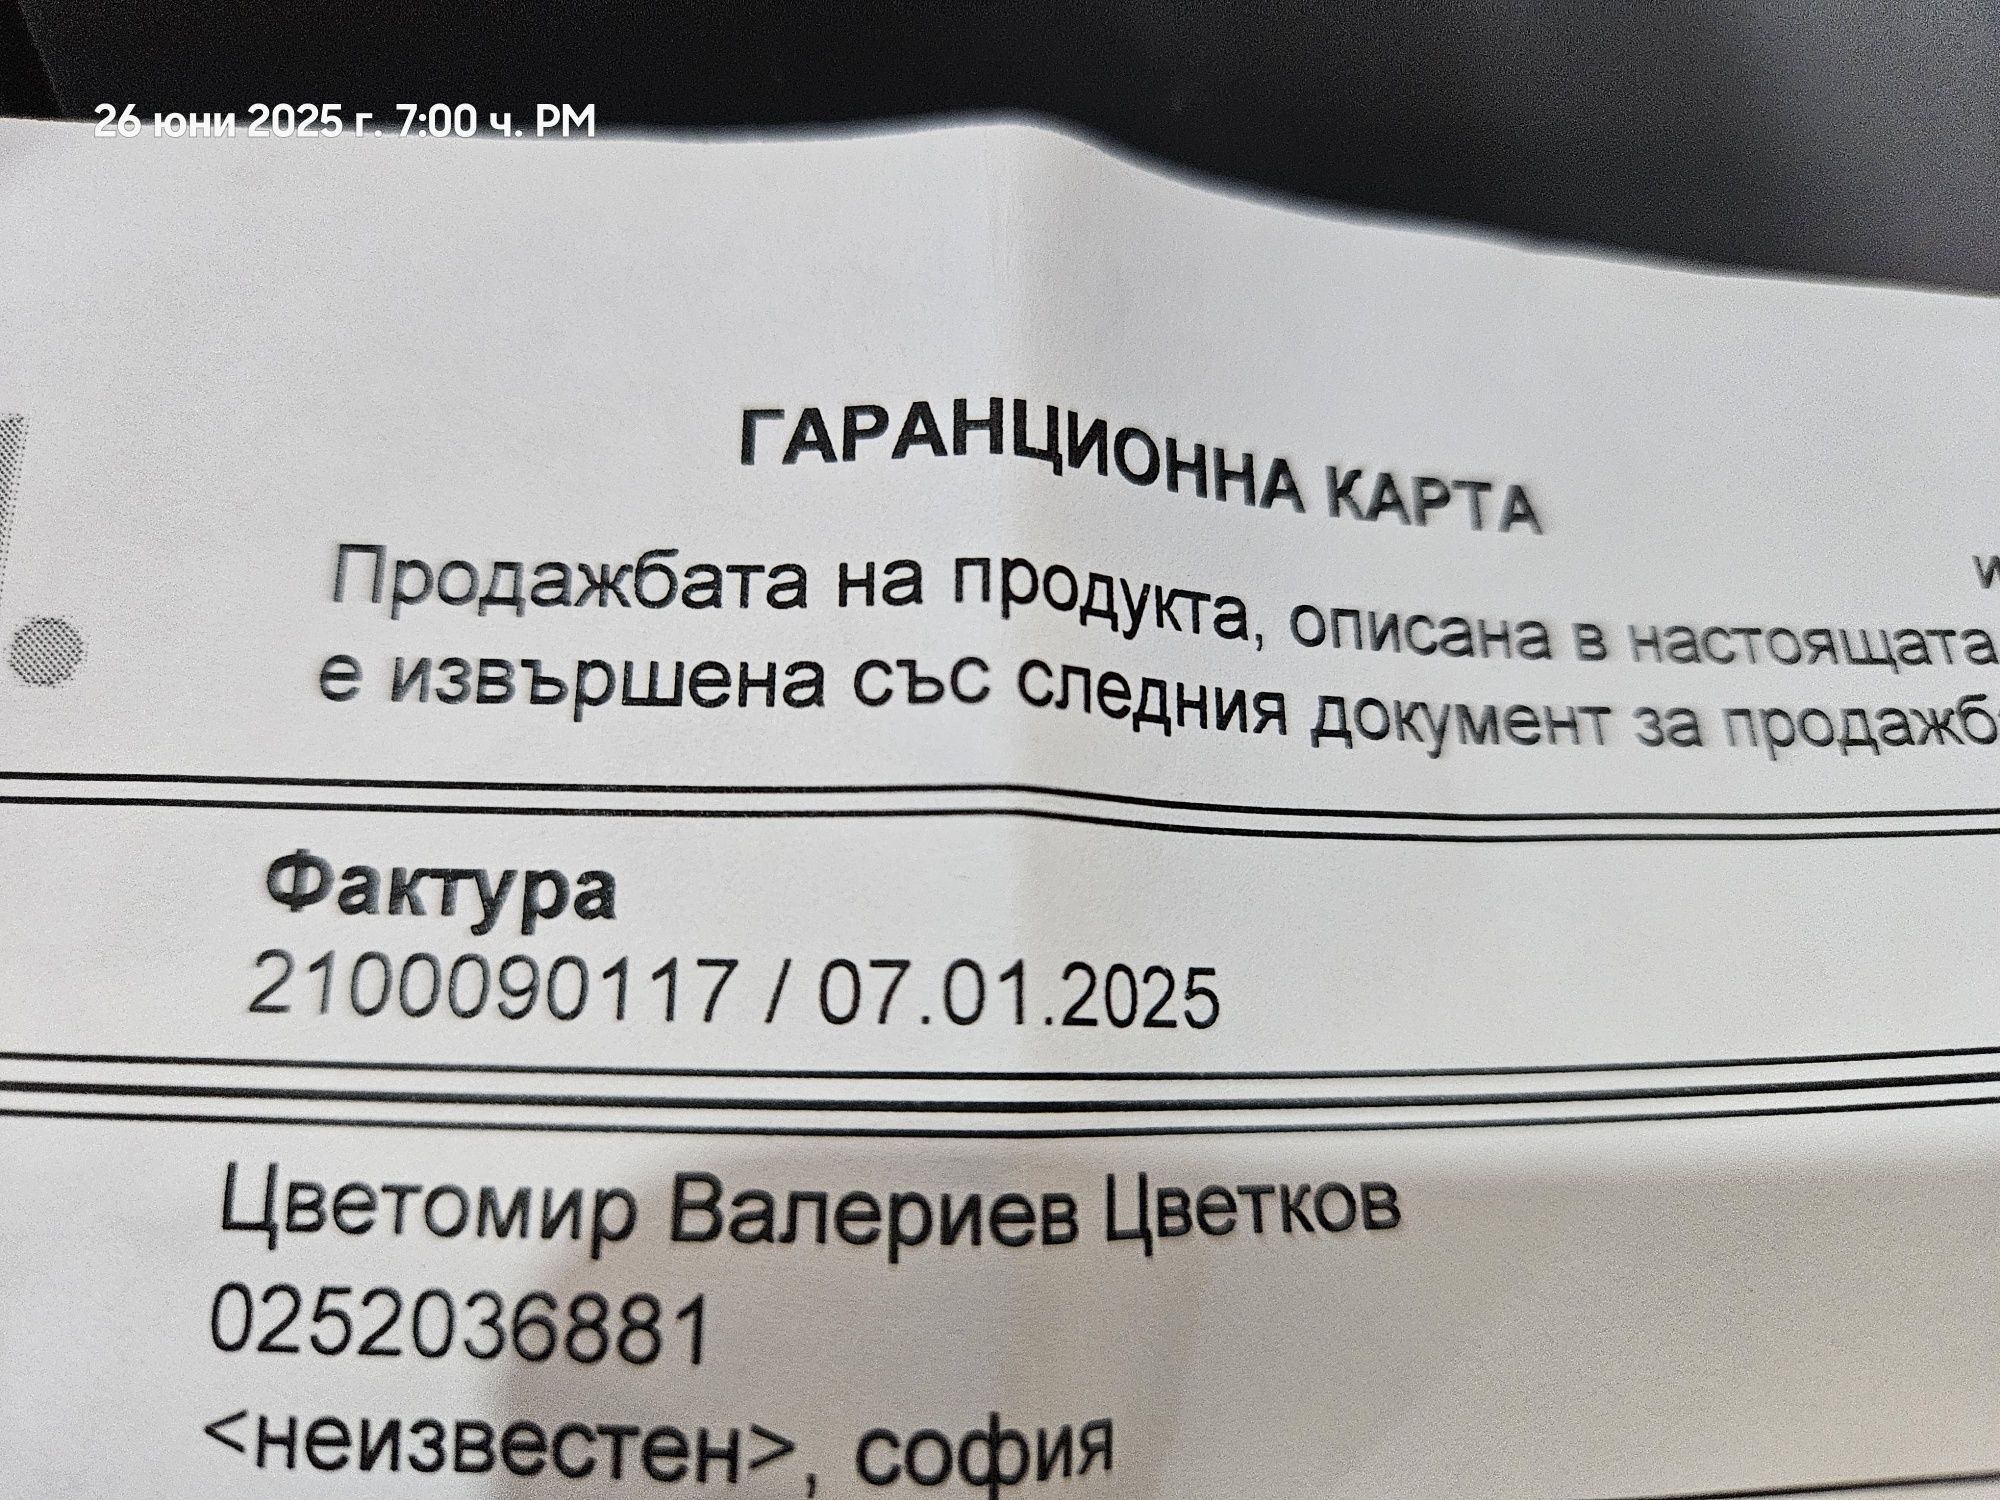 26 юни 2025 г. 7:00 ч. PM
ГАРАНЦИОННА КАРТА
Продажбата на продукта, описана в настоящата
е извършена със следния документ за
Фактура
2100090117 / 07.01.2025
Цветомир Валериев Цветков
0252036881
<неизвестен>, софия